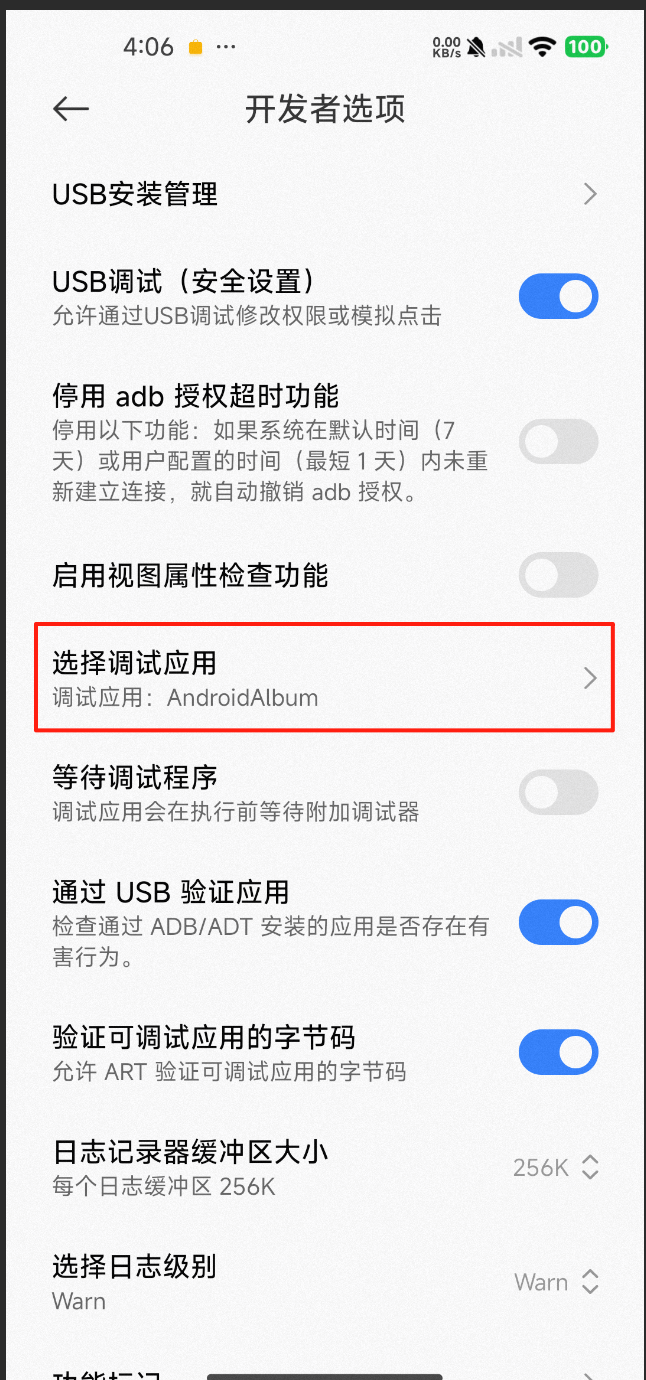 4:06
0.00
KB/s
100
开发者选项
USB安装管理
USB调试（安全设置）
允许通过USB调试修改权限或模拟点击
停用 adb 授权超时功能
停用以下功能：如果系统在默认时间（7
天）或用户配置的时间（最短 1 天）内未重
新建立连接，就自动撤销 adb 授权。
启用视图属性检查功能
选择调试应用
调试应用：AndroidAlbum
等待调试程序
调试应用会在执行前等待附加调试器
通过 USB 验证应用
检查通过 ADB/ADT 安装的应用是否存在有
害行为。
验证可调试应用的字节码
允许 ART 验证可调试应用的字节码
日志记录器缓冲区大小
每个日志缓冲区 256K
256K
选择日志级别
Warn
Warn
功能标记